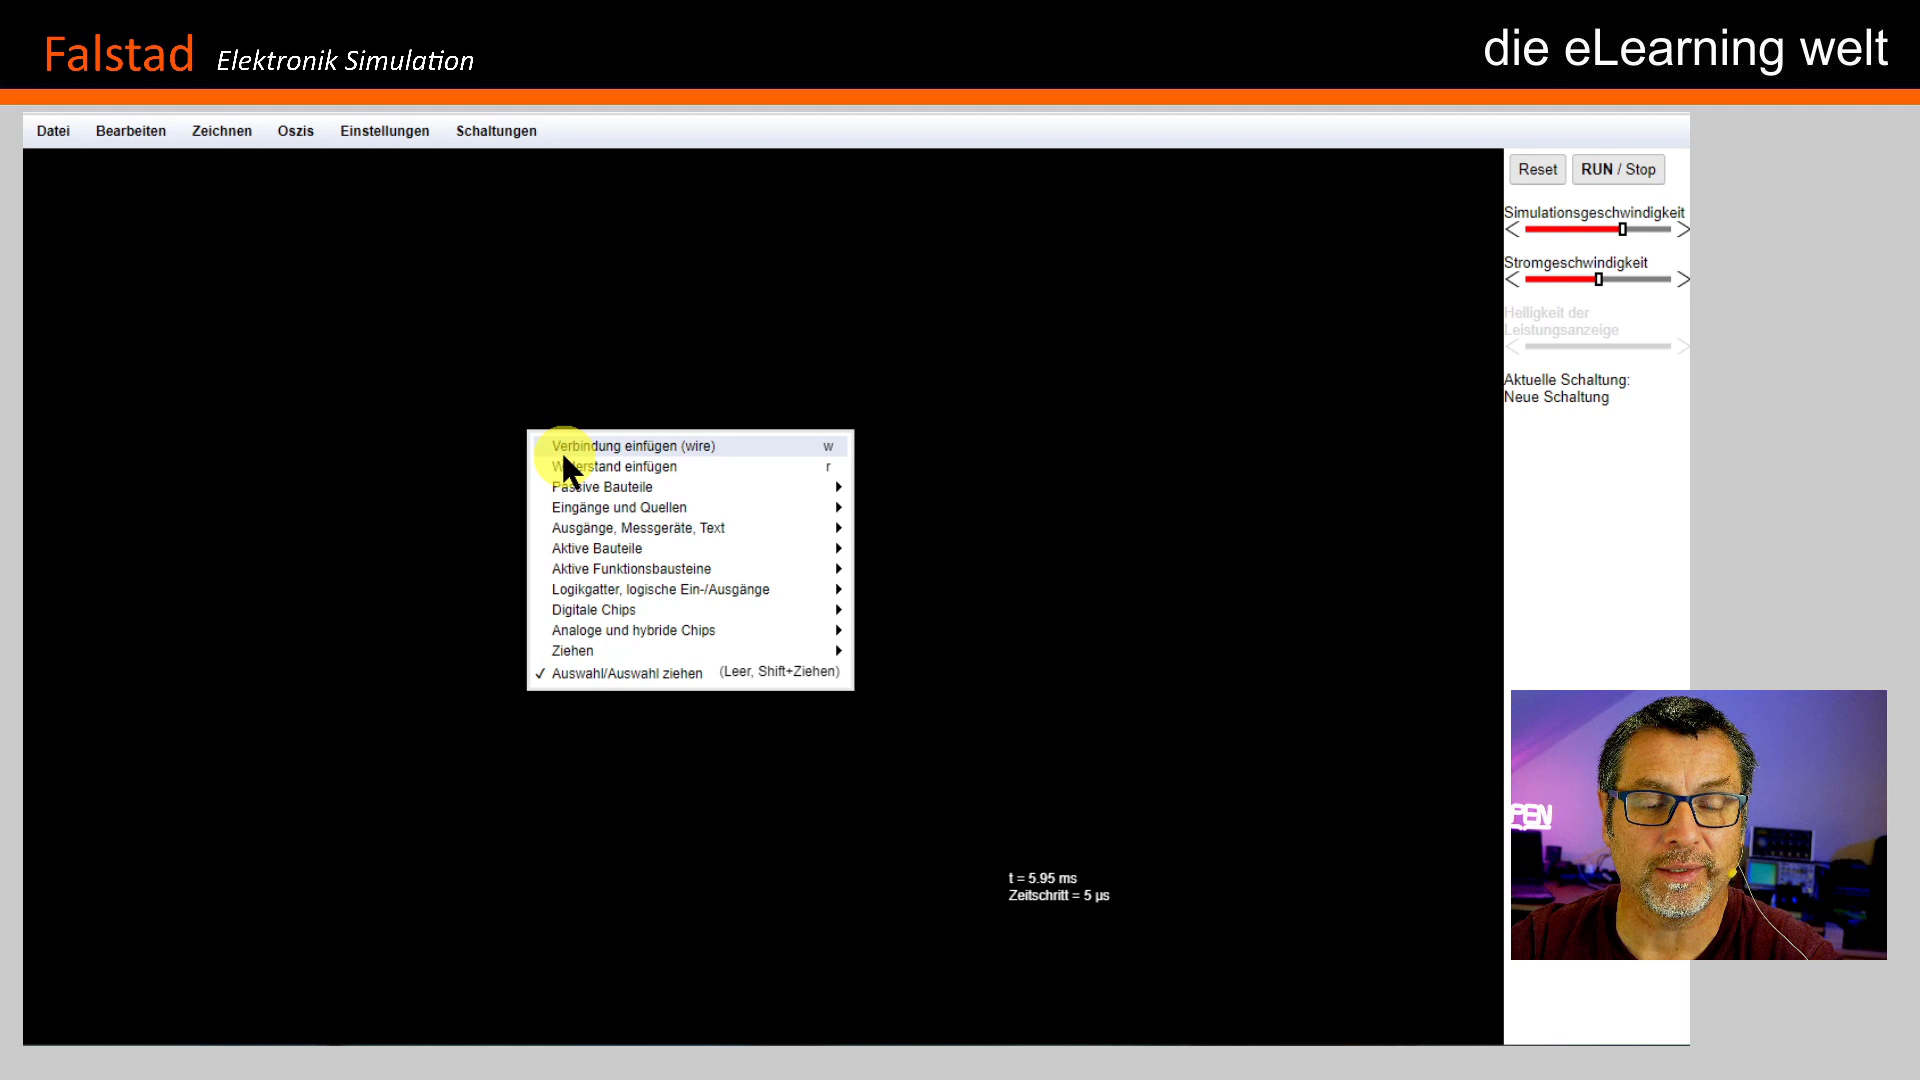 Falstad Elektronik Simulation
die eLearning welt
Datei Bearbeiten Zeichnen Oszis Einstellungen Schaltungen
Reset RUN / Stop
Simulationsgeschwindigkeit
Stromgeschwindigkeit
Helligkeit der
Leistungsanzeige
Aktuelle Schaltung:
Neue Schaltung
Verbindung einfügen (wire) w
Widerstand einfügen r
Passive Bauteile
Eingänge und Quellen
Ausgänge, Messgeräte, Text
Aktive Bauteile
Aktive Funktionsbausteine
Logikgatter, logische Ein-/Ausgänge
Digitale Chips
Analoge und hybride Chips
Ziehen
✓ Auswahl/Auswahl ziehen (Leer, Shift+Ziehen)
t = 5.95 ms
Zeitschritt = 5 µs
PEN